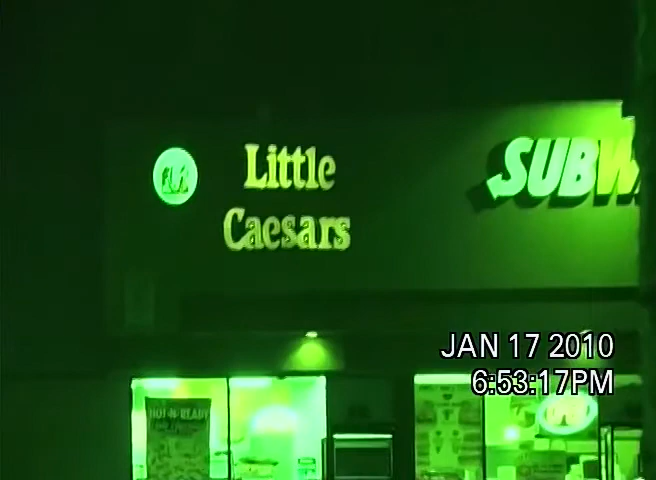 Little
Caesars
SUBW
HOT-N-READY
JAN 17 2010
6:53:17PM